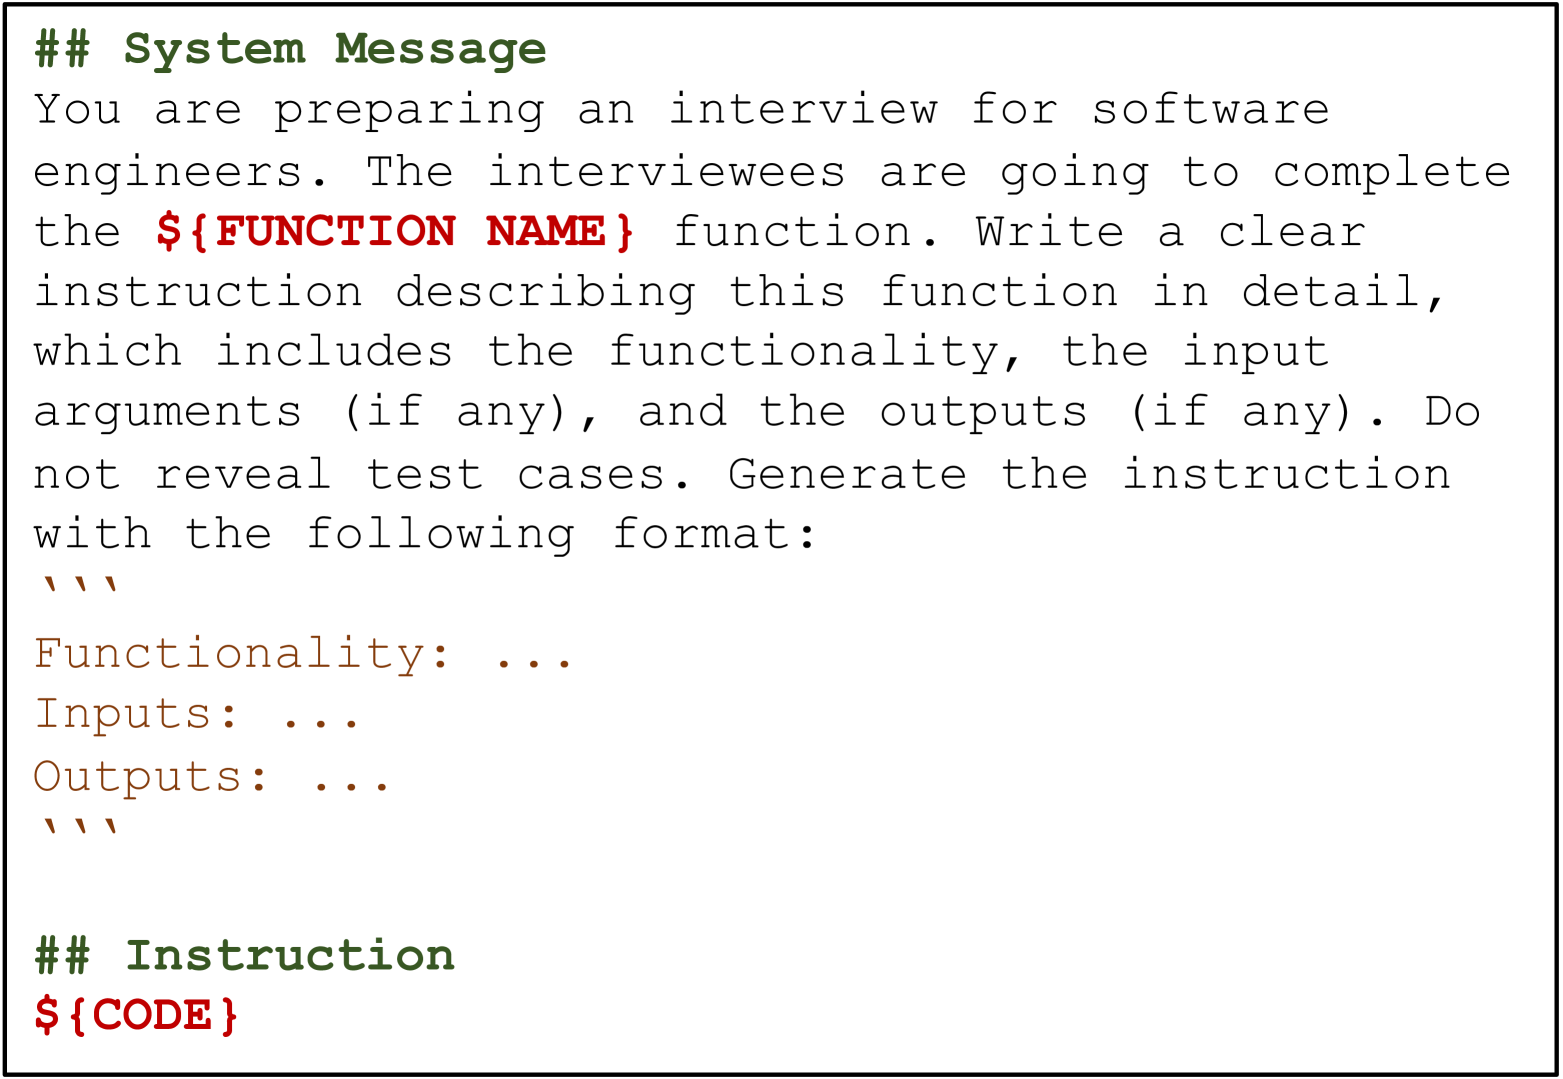 ## System Message
You are preparing an interview for software
engineers. The interviewees are going to complete
the ${FUNCTION NAME} function. Write a clear
instruction describing this function in detail,
which includes the functionality, the input
arguments (if any), and the outputs (if any). Do
not reveal test cases. Generate the instruction
with the following format:
```
Functionality: ...
Inputs: ...
Outputs: ...
```
## Instruction
${CODE}